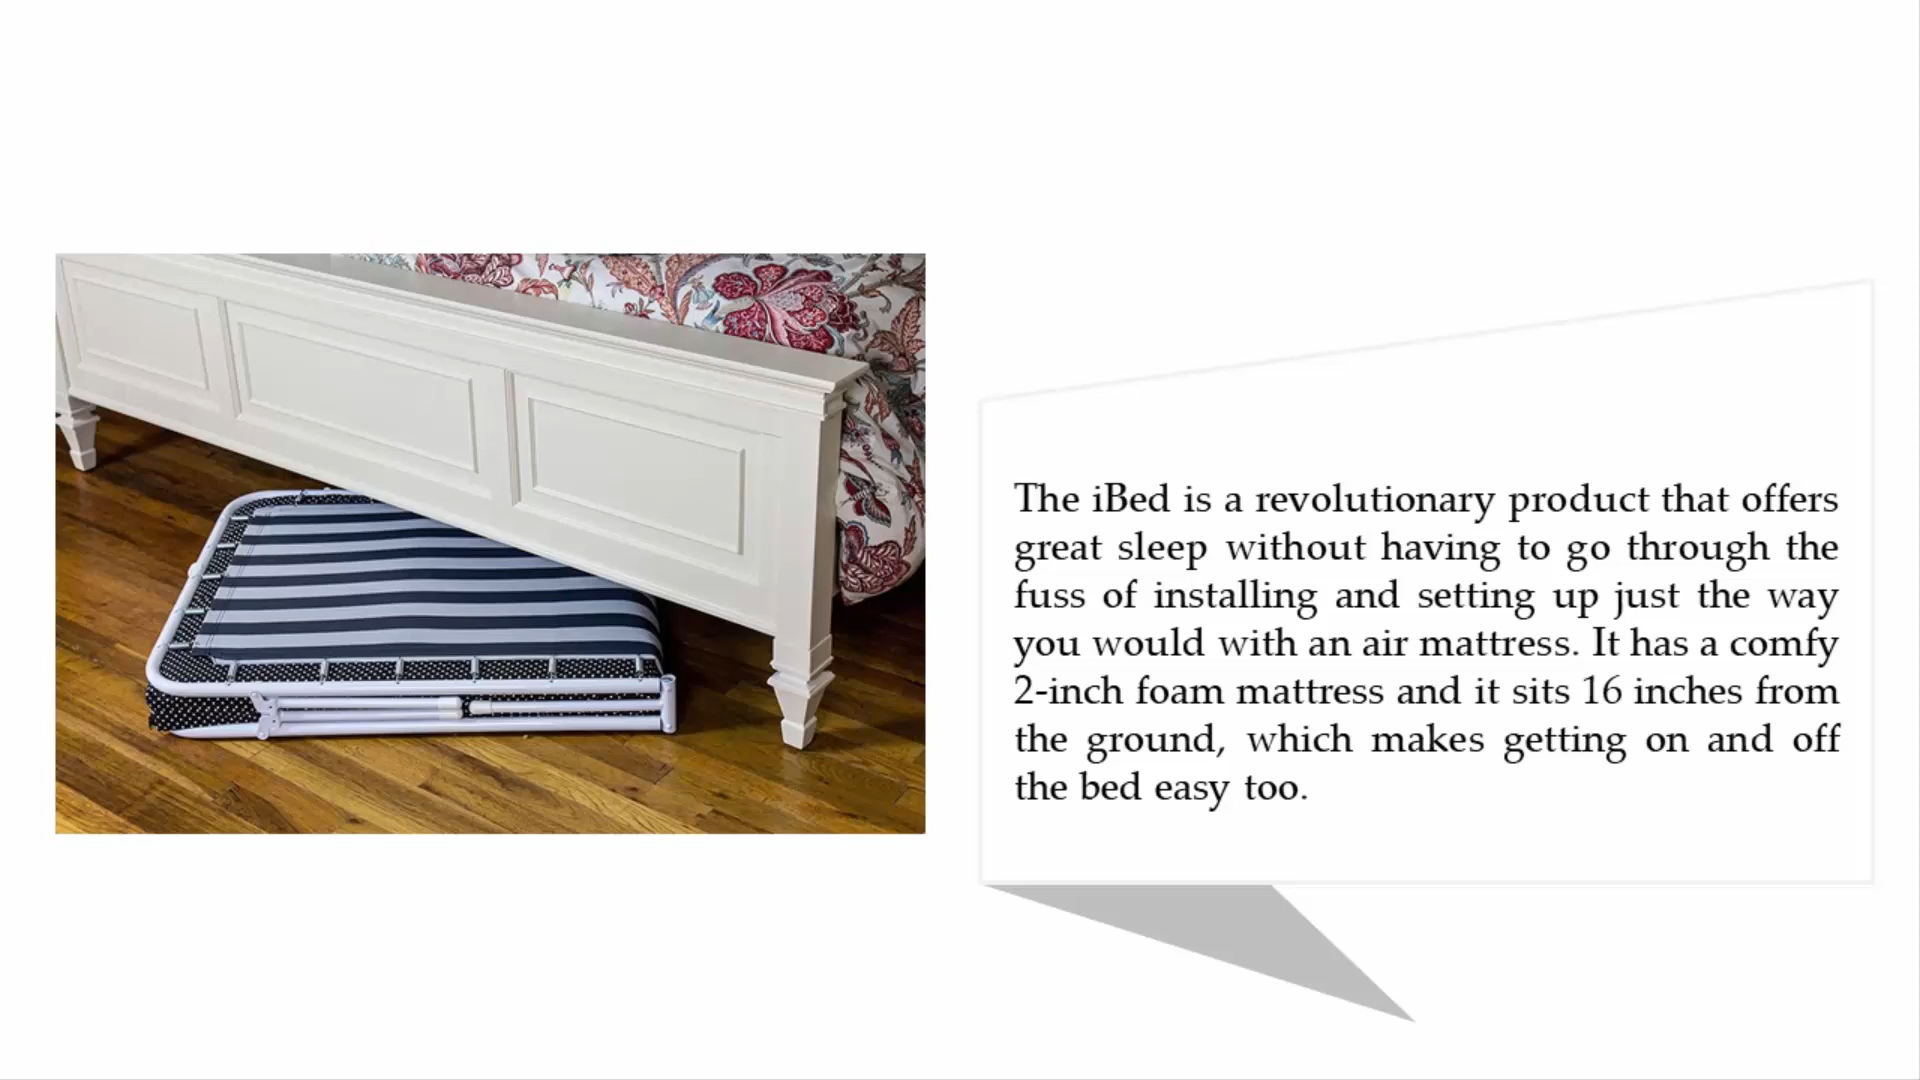 The iBed is a revolutionary product that offers
great sleep without having to go through the
fuss of installing and setting up just the way
you would with an air mattress. It has a comfy
2-inch foam mattress and it sits 16 inches from
the ground, which makes getting on and off
the bed easy too.